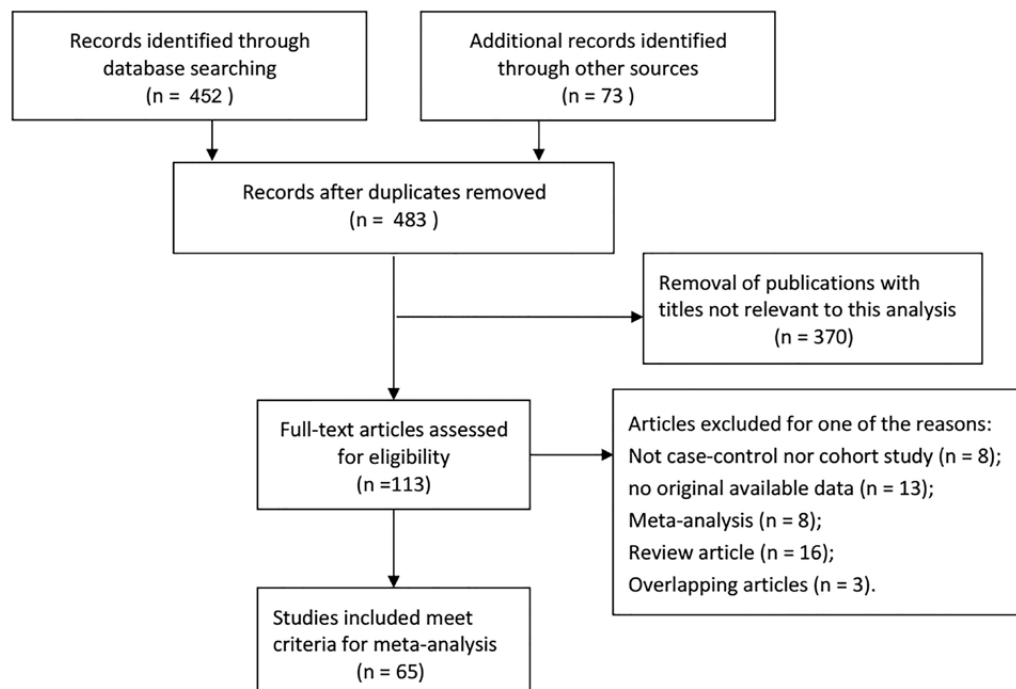 Records identified through
database searching
(n = 452 )
Additional records identified
through other sources
(n = 73 )
Records after duplicates removed
(n = 483 )
Removal of publications with
titles not relevant to this analysis
(n = 370)
Full-text articles assessed
for eligibility
(n =113)
Articles excluded for one of the reasons:
Not case-control nor cohort study (n = 8);
no original available data (n = 13);
Meta-analysis (n = 8);
Review article (n = 16);
Overlapping articles (n = 3).
Studies included meet
criteria for meta-analysis
(n = 65)